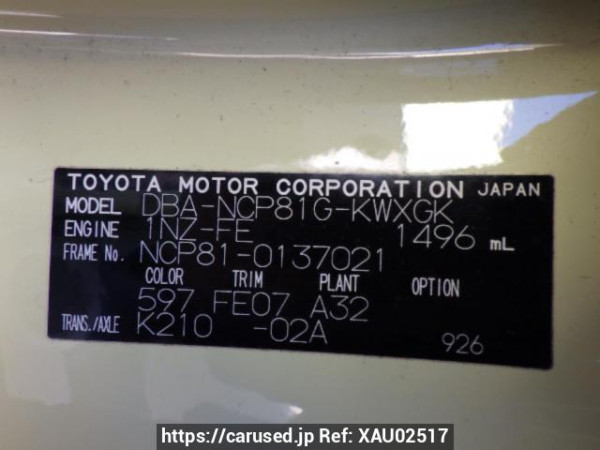 TOYOTA MOTOR CORPORATION JAPAN
MODEL DBA-NCP81G-KWXGK
ENGINE 1NZ-FE 1496 mL
FRAME No. NCP81-0137021
COLOR TRIM PLANT OPTION
597 FE07 A32
TRANS./AXLE K210 -02A 926
https://carused.jp Ref: XAU02517